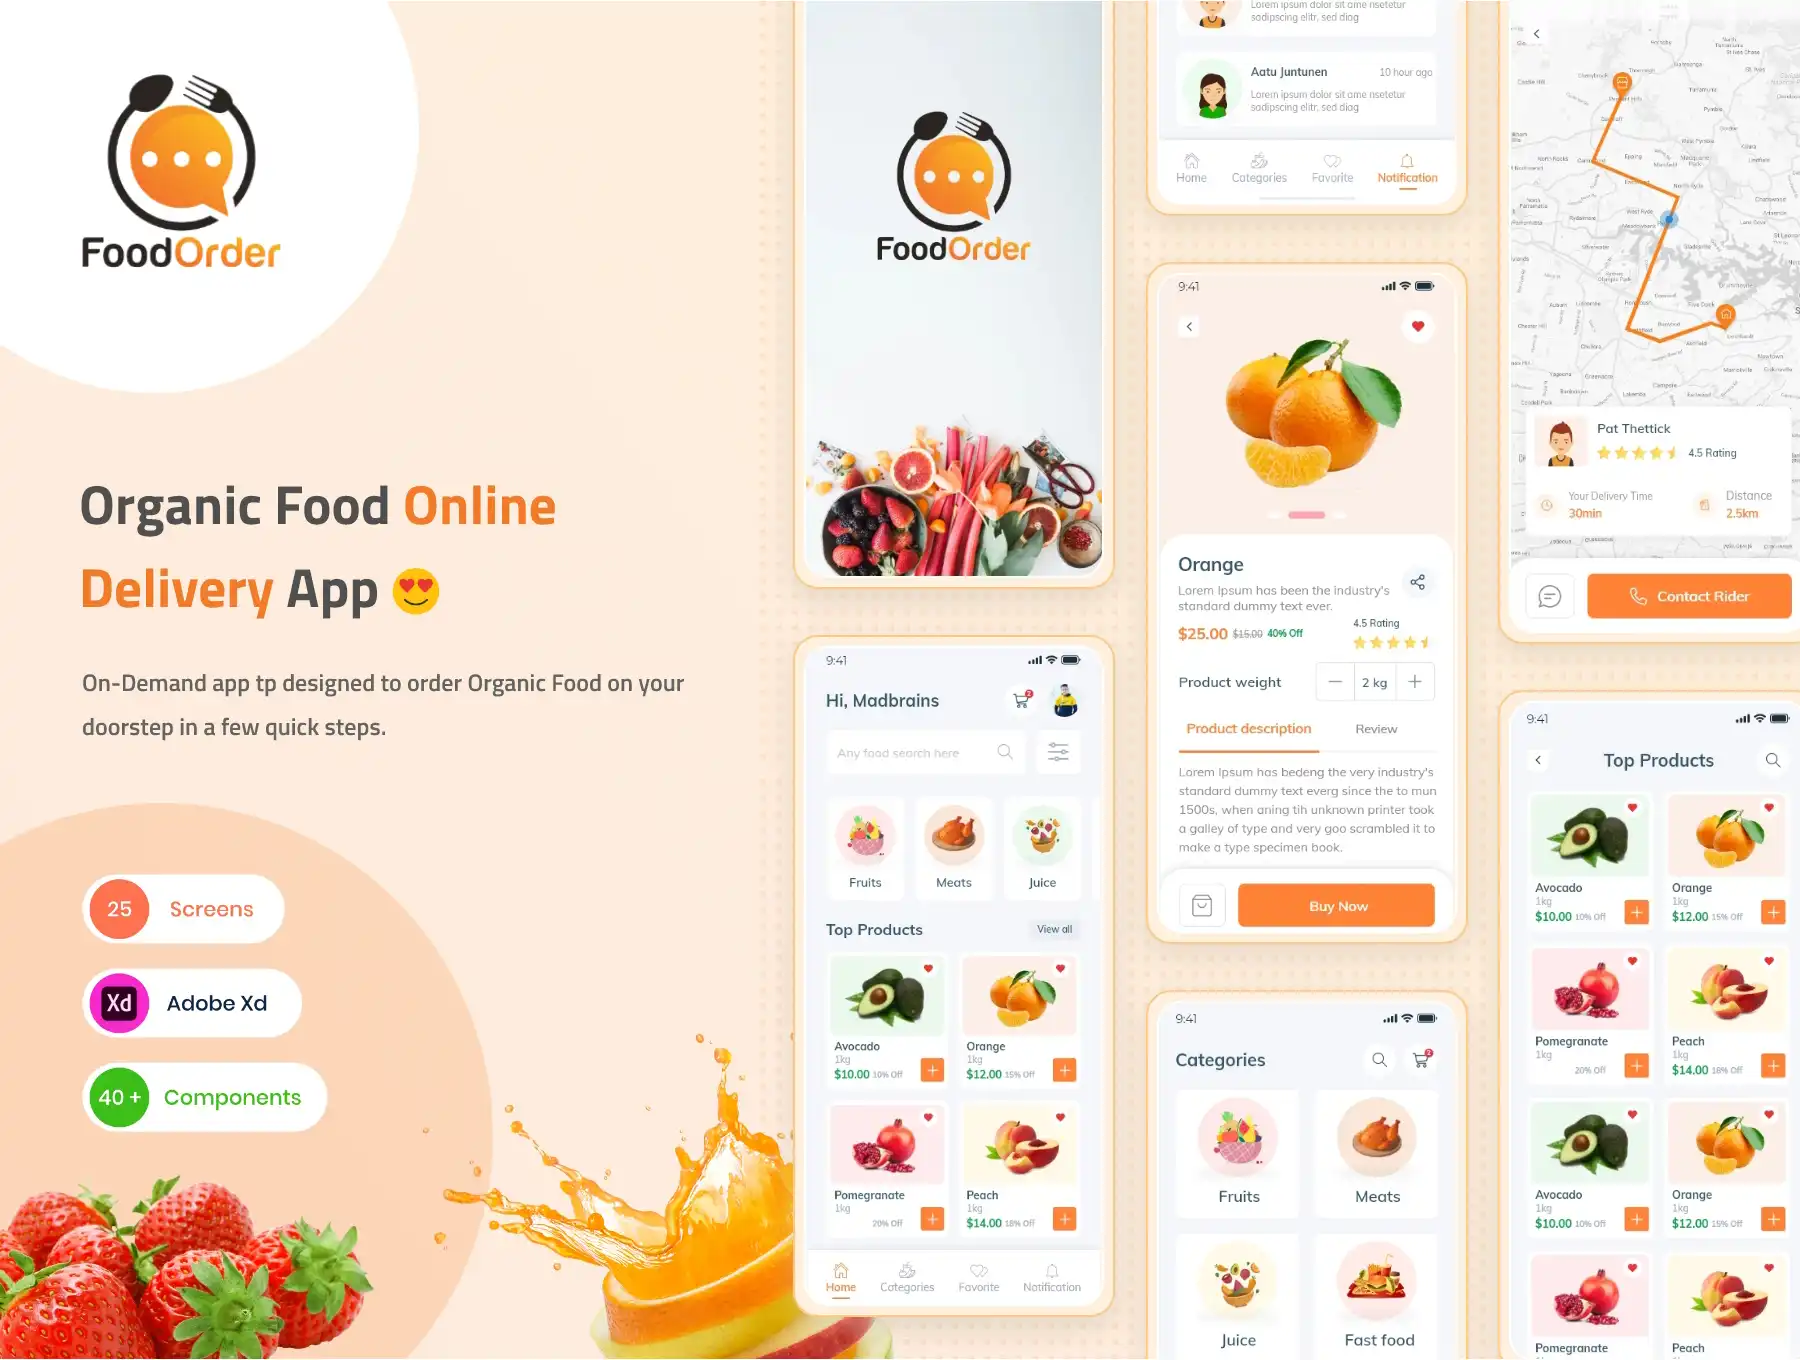 FoodOrder
Organic Food Online
Delivery App
On-Demand app tp designed to order Organic Food on your
doorstep in a few quick steps.
25 Screens
Xd Adobe Xd
40 + Components
FoodOrder
9:41
Hi, Madbrains
2
Any food search here
Fruits Meats Juice
Top Products View all
Avocado Orange
1kg 1kg
$10.00 10% Off $12.00 15% Off
Pomegranate Peach
1kg 1kg
20% Off $14.00 18% Off
Home Categories Favorite Notification
Lorem ipsum dolor sit ame nsetetur
sadipscing elitr, sed diag
Aatu Juntunen 10 hour ago
Lorem ipsum dolor sit ame nsetetur
sadipscing elitr, sed diag
Home Categories Favorite Notification
9:41
Orange
Lorem Ipsum has been the industry's
standard dummy text ever.
$25.00 $15.00 40% Off
4.5 Rating
Product weight 2 kg
Product description Review
Lorem Ipsum has bedeng the very industry's
standard dummy text everg since the to mun
1500s, when aning tih unknown printer took
a galley of type and very goo scrambled it to
make a type specimen book.
Buy Now
9:41
Categories
2
Fruits Meats
Juice Fast food
Pat Thettick
4.5 Rating
Your Delivery Time Distance
30min 2.5km
Contact Rider
9:41
Top Products
Avocado Orange
1kg 1kg
$10.00 10% Off $12.00 15% Off
Pomegranate Peach
1kg 1kg
20% Off $14.00 18% Off
Avocado Orange
1kg 1kg
$10.00 10% Off $12.00 15% Off
Pomegranate Peach